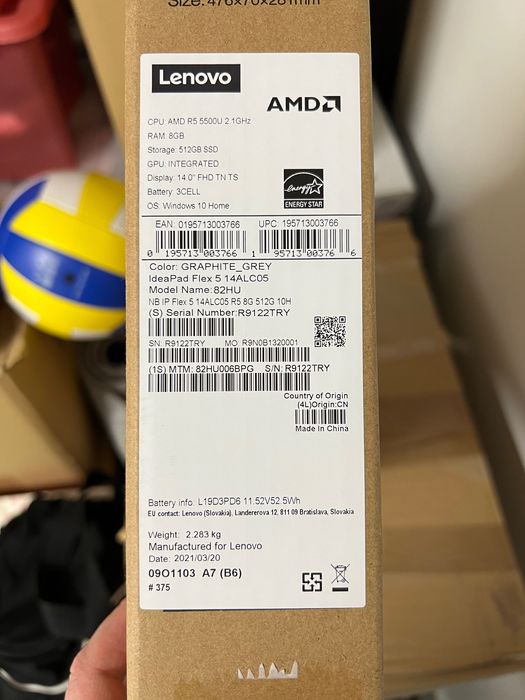 Size: 476×70×281mm
Lenovo
AMD
CPU: AMD R5 5500U 2.1GHz
RAM: 8GB
Storage: 512GB SSD
GPU: INTEGRATED
Display: 14.0" FHD TN TS
Battery: 3CELL
OS: Windows 10 Home
energy
ENERGY STAR
EAN: 0195713003766 UPC: 195713003766
0 195713 003766 1 95713 00376 6
Color: GRAPHITE_GREY
IdeaPad Flex 5 14ALC05
Model Name:82HU
NB IP Flex 5 14ALC05 R5 8G 512G 10H
(S) Serial Number:R9122TRY
SN: R9122TRY MO: R9N0B1320001
(1S) MTM: 82HU006BPG S/N: R9122TRY
Country of Origin
(4L)Origin:CN
Made In China
Battery info: L19D3PD6 11.52V52.5Wh
EU contact: Lenovo (Slovakia), Landererova 12, 811 09 Bratislava, Slovakia
Weight: 2.283 kg
Manufactured for Lenovo
Date: 2021/03/20
09O1103 A7 (B6)
# 375